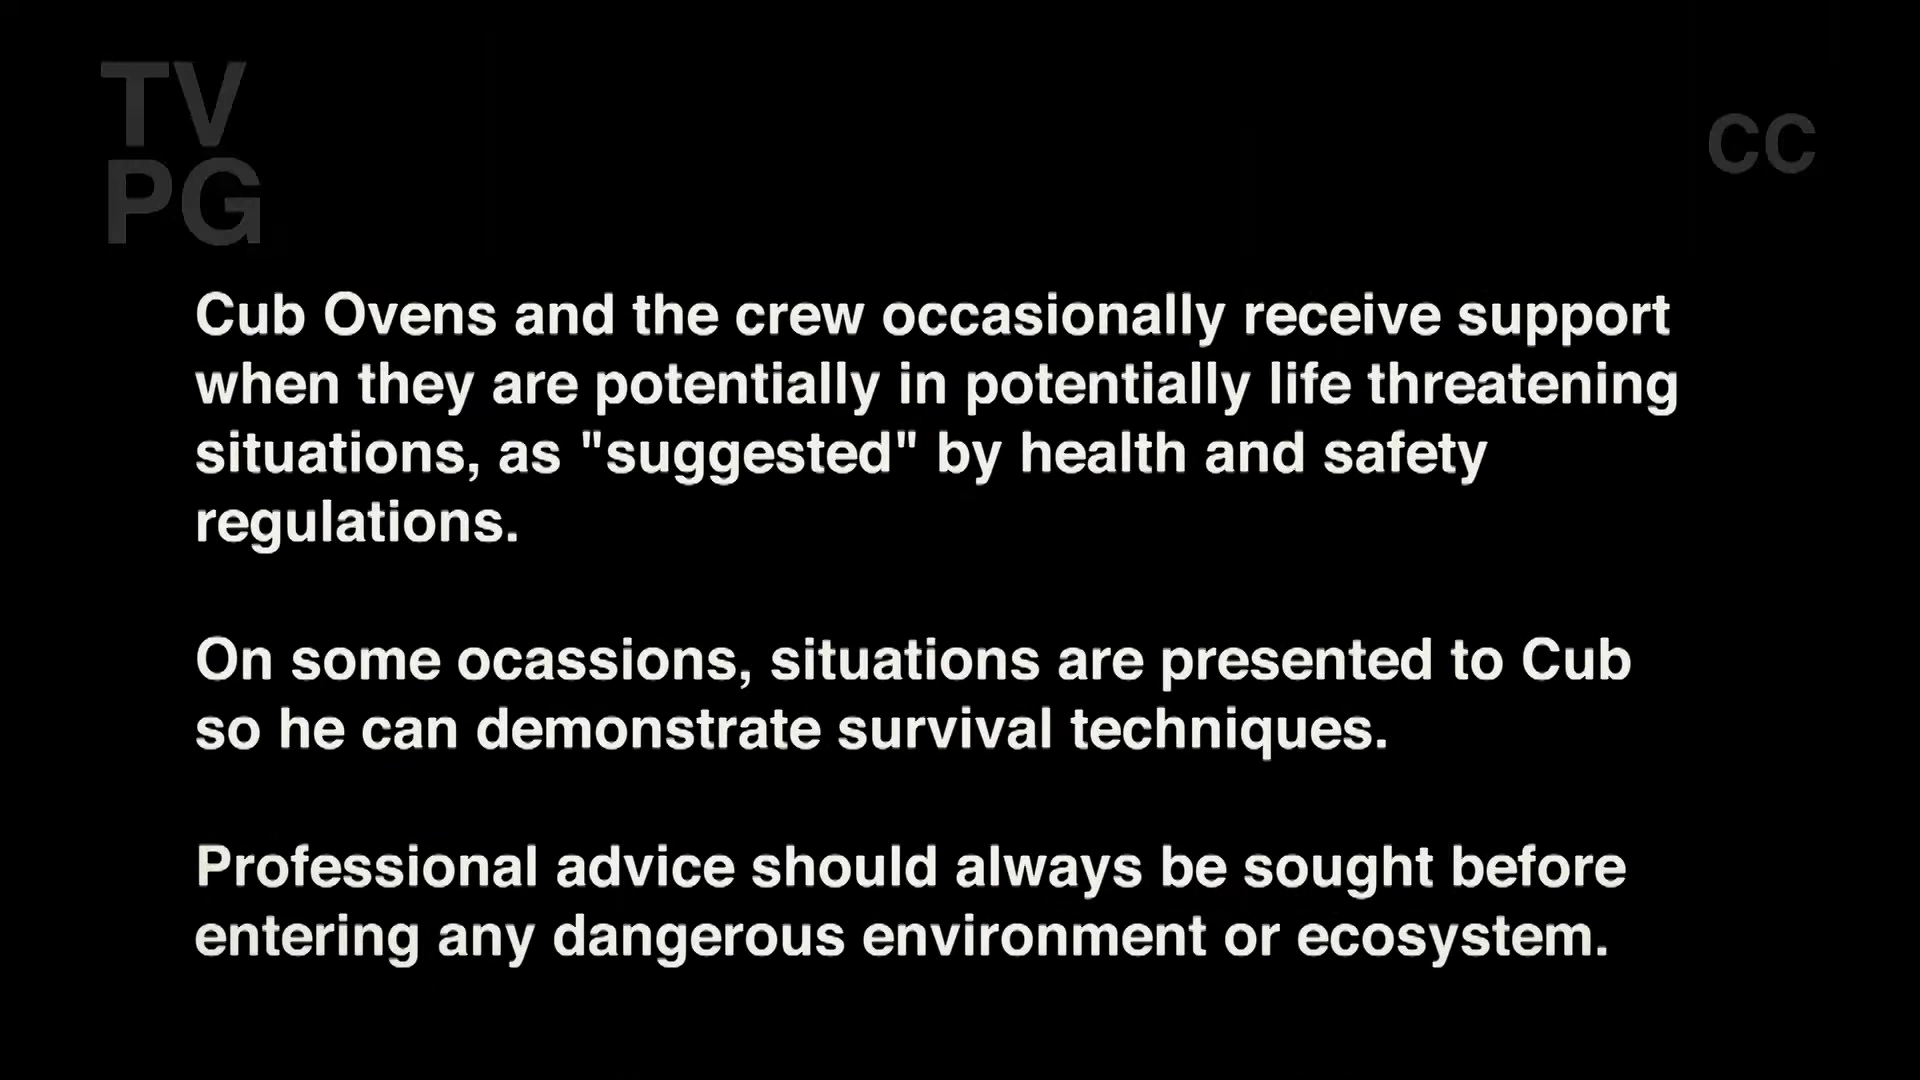 TV
PG
CC
Cub Ovens and the crew occasionally receive support
when they are potentially in potentially life threatening
situations, as "suggested" by health and safety
regulations.
On some ocassions, situations are presented to Cub
so he can demonstrate survival techniques.
Professional advice should always be sought before
entering any dangerous environment or ecosystem.